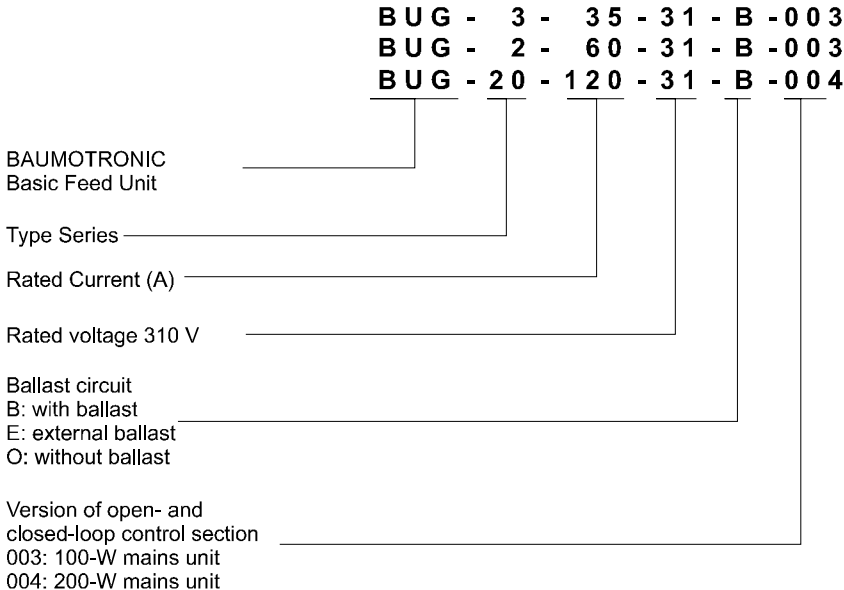 BUG - 3 - 35 - 31 - B - 003
BUG - 2 - 60 - 31 - B - 003
BUG - 20 - 120 - 31 - B - 004
BAUMOTRONIC
Basic Feed Unit
Type Series
Rated Current (A)
Rated voltage 310 V
Ballast circuit
B: with ballast
E: external ballast
O: without ballast
Version of open- and
closed-loop control section
003: 100-W mains unit
004: 200-W mains unit